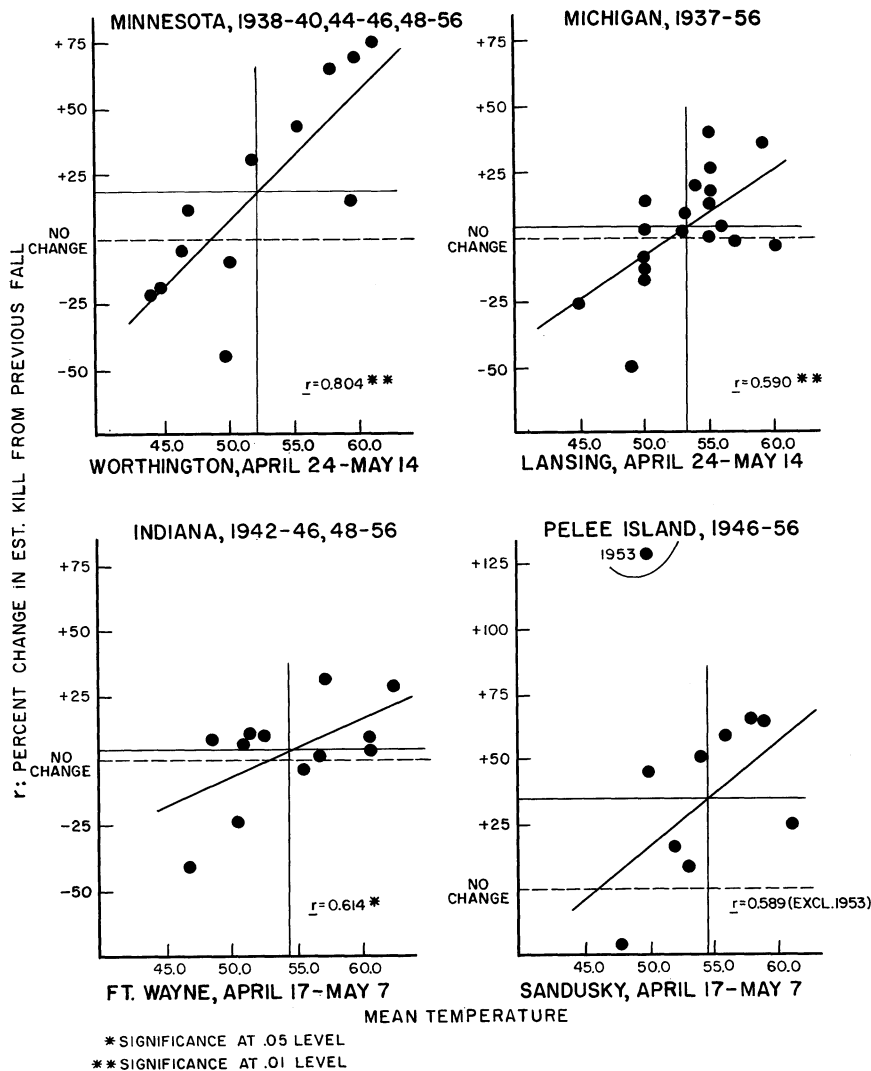 MINNESOTA, 1938-40,44-46,48-56
+75
+50
+25
NO
CHANGE
-25
-50
r=0.804 **
45.0 50.0 55.0 60.0
WORTHINGTON, APRIL 24-MAY 14
MICHIGAN, 1937-56
+75
+50
+25
NO
CHANGE
-25
-50
r=0.590 **
45.0 50.0 55.0 60.0
LANSING, APRIL 24-MAY 14
r: PERCENT CHANGE IN EST. KILL FROM PREVIOUS FALL
INDIANA, 1942-46, 48-56
+75
+50
+25
NO
CHANGE
-25
-50
r=0.614 *
45.0 50.0 55.0 60.0
FT. WAYNE, APRIL 17-MAY 7
PELEE ISLAND, 1946-56
1953
+125
+100
+75
+50
+25
NO
CHANGE
r=0.589 (EXCL.1953)
45.0 50.0 55.0 60.0
SANDUSKY, APRIL 17-MAY 7
MEAN TEMPERATURE
* SIGNIFICANCE AT .05 LEVEL
** SIGNIFICANCE AT .01 LEVEL